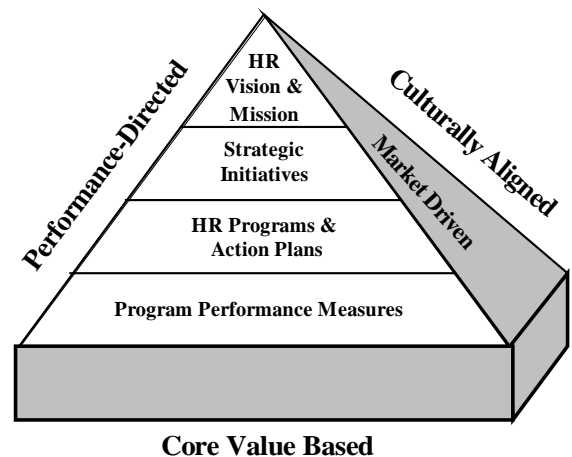 HR
Vision &
Mission
Strategic
Initiatives
HR Programs &
Action Plans
Program Performance Measures
Performance-Directed
Culturally Aligned
Market Driven
Core Value Based